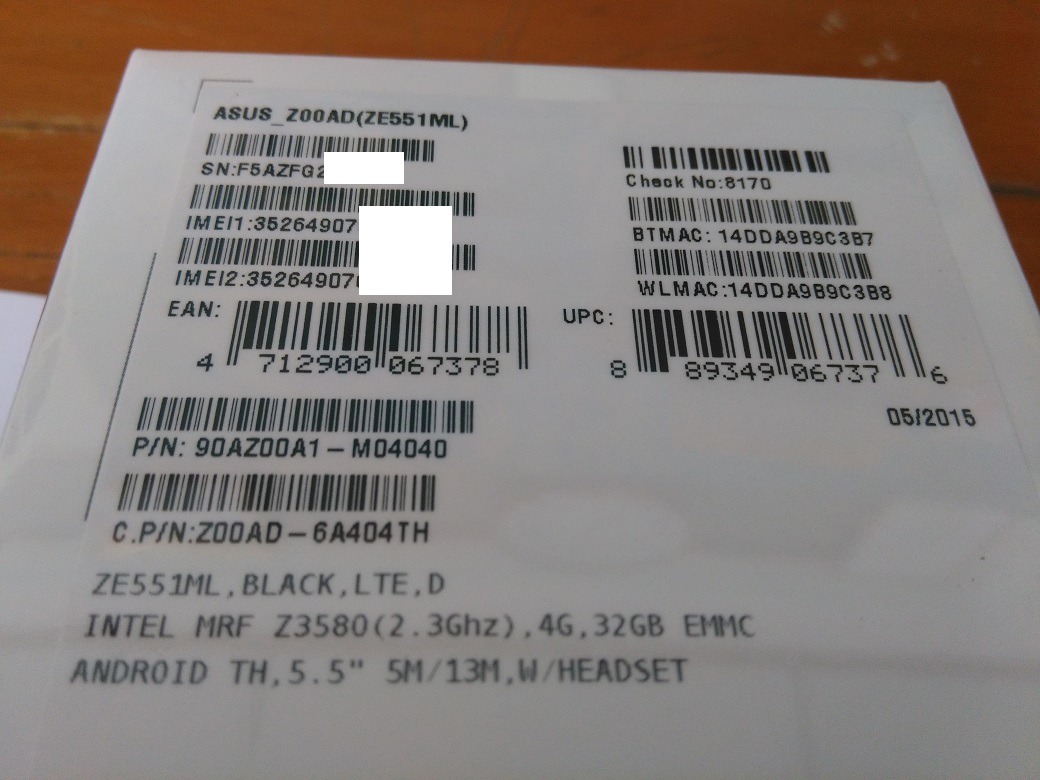 ASUS_Z00AD(ZE551ML)
SN:F5AZFG2
IMEI1:35264907
IMEI2:35264907
EAN:
4 712900 067378
P/N: 90AZ00A1-M04040
C.P/N:Z00AD-6A404TH
Check No:8170
BTMAC: 14DDA9B9C3B7
WLMAC:14DDA9B9C3B8
UPC:
8 89349 06737 6
05/2015
ZE551ML,BLACK,LTE,D
INTEL MRF Z3580(2.3Ghz),4G,32GB EMMC
ANDROID TH,5.5" 5M/13M,W/HEADSET